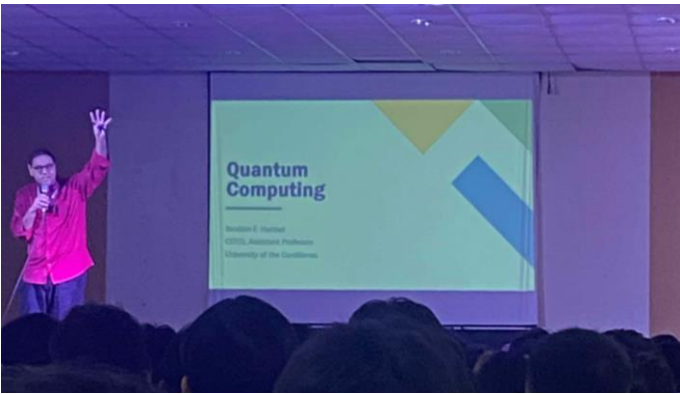 Quantum
Computing
Assistant Professor
University of the Cordilleras